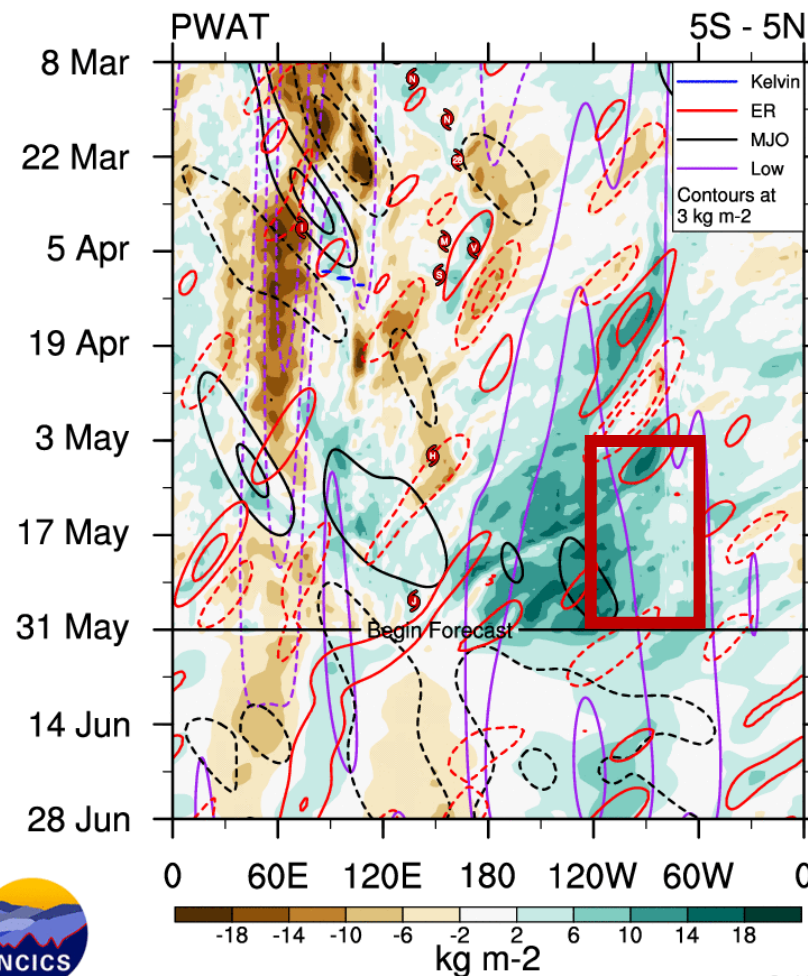 PWAT 5S - 5N
8 Mar
22 Mar
5 Apr
19 Apr
3 May
17 May
31 May
14 Jun
28 Jun
Kelvin
ER
MJO
Low
Contours at
3 kg m-2
N
N
28
I
M
V
S
H
J
Begin Forecast
0 60E 120E 180 120W 60W 0
-18 -14 -10 -6 -2 2 6 10 14 18
kg m-2
NCICS